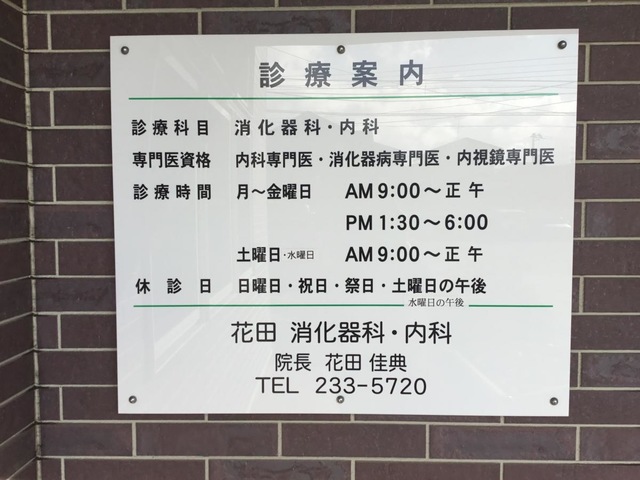 診療案内
診療科目 消化器科・内科
専門医資格 内科専門医・消化器病専門医・内視鏡専門医
診療時間 月～金曜日 AM 9:00～正午
PM 1:30～6:00
土曜日・水曜日 AM 9:00～正午
休診日 日曜日・祝日・祭日・土曜日の午後
水曜日の午後
花田 消化器科・内科
院長 花田 佳典
TEL 233-5720